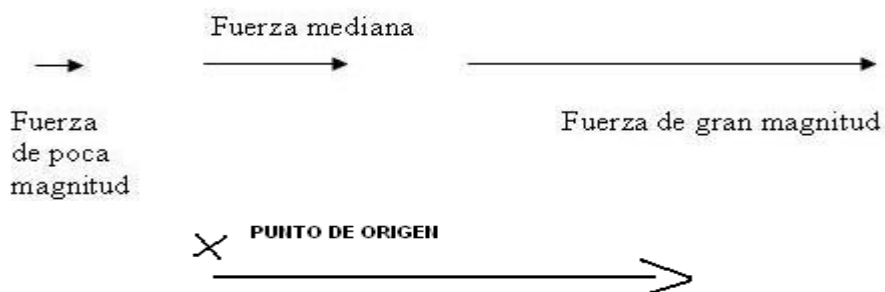 Fuerza mediana
Fuerza
de poca
magnitud
Fuerza de gran magnitud
PUNTO DE ORIGEN